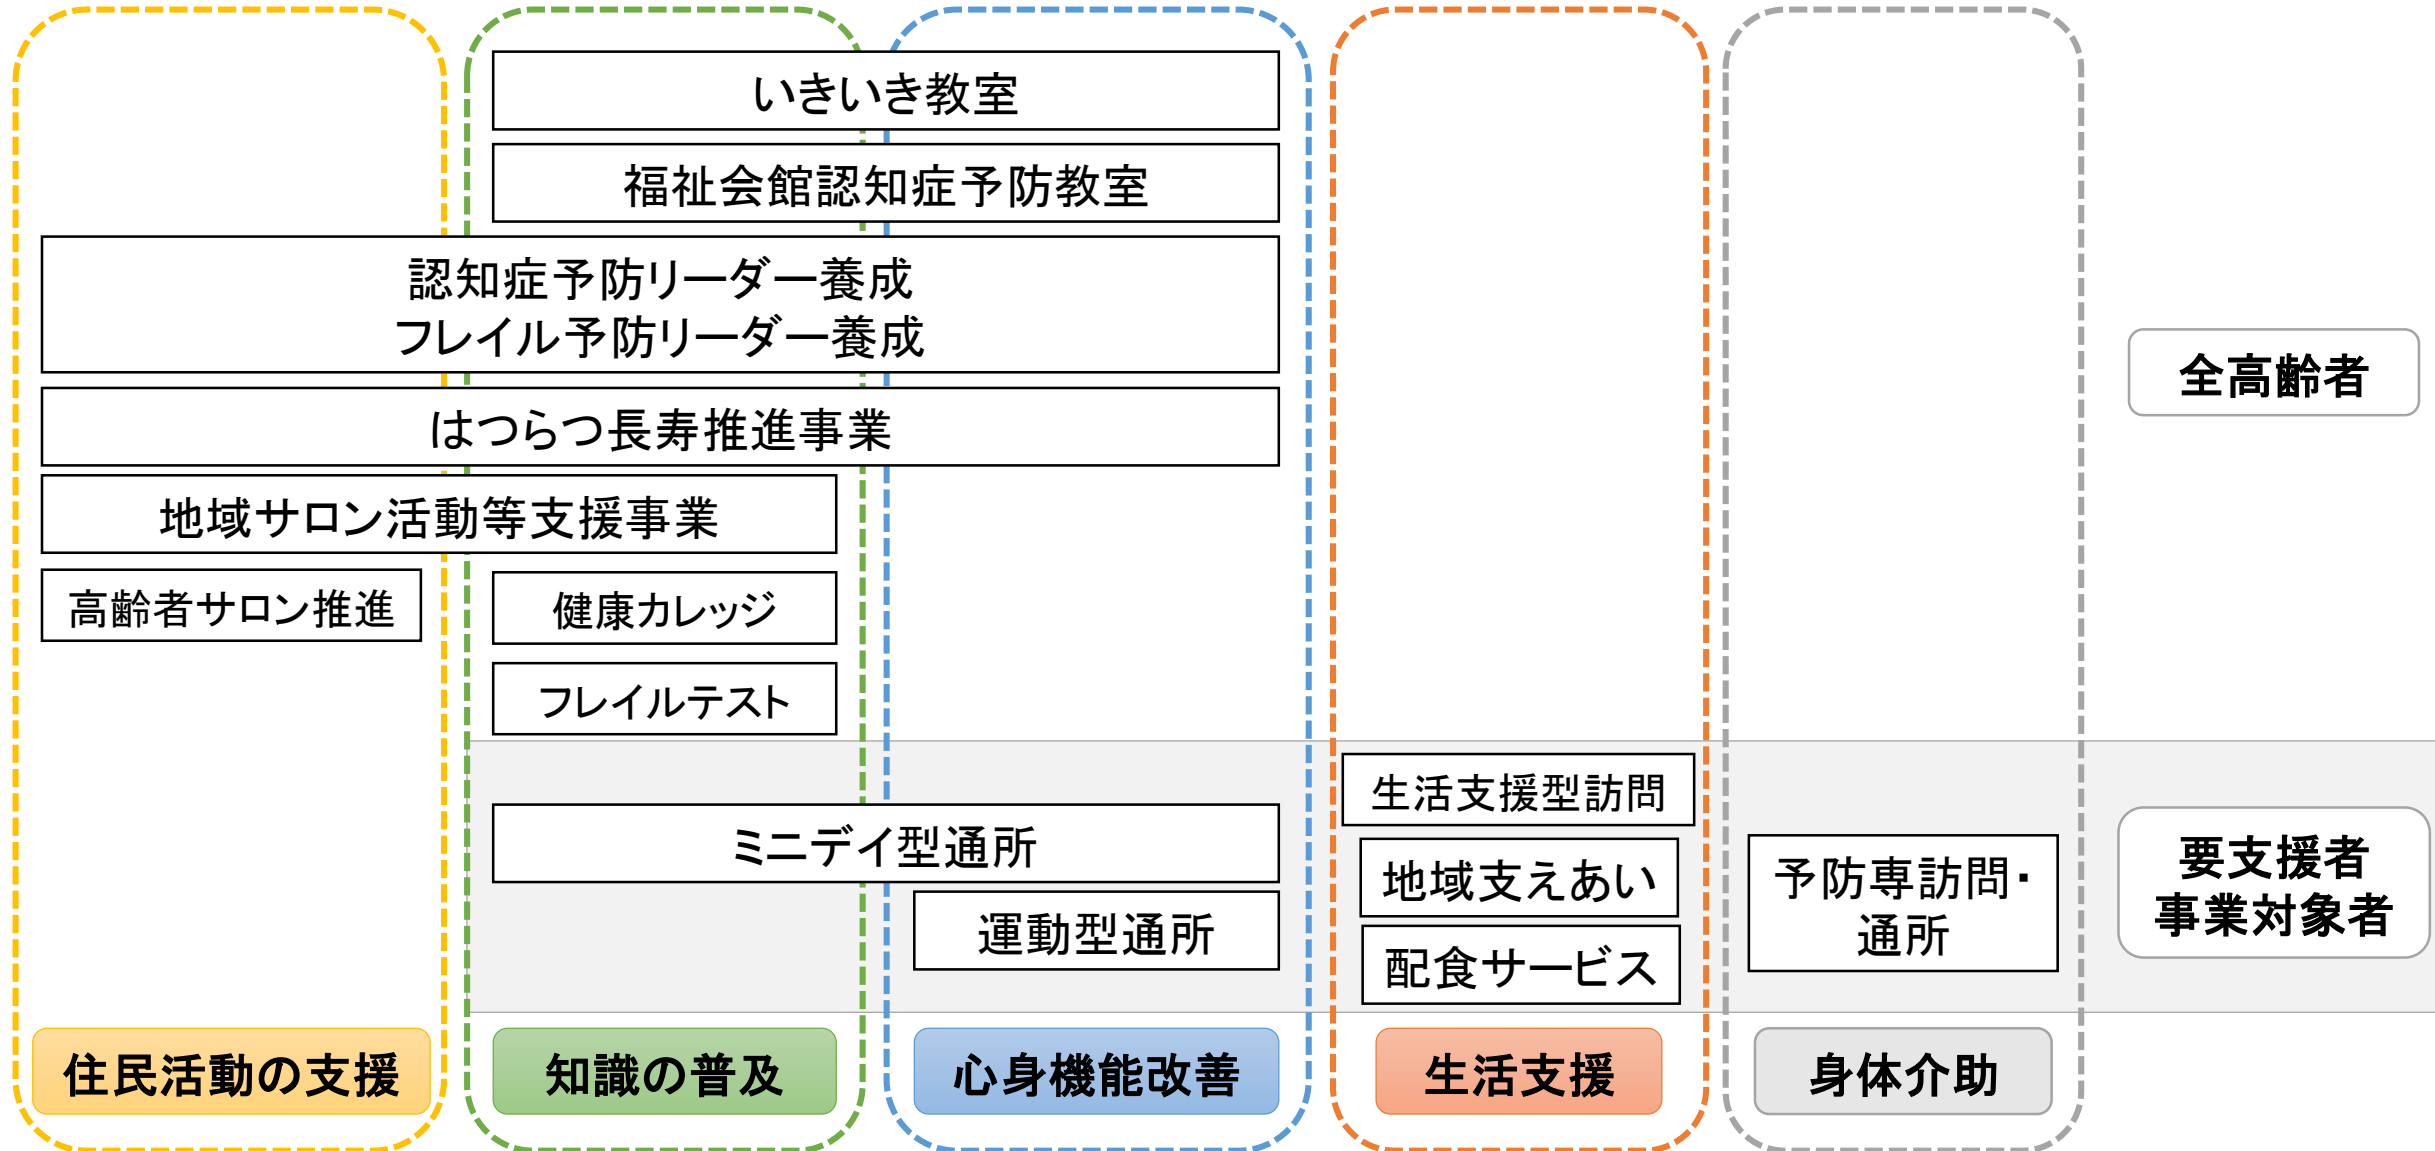 いきいき教室
福祉会館認知症予防教室
認知症予防リーダー養成
フレイル予防リーダー養成
はつらつ長寿推進事業
地域サロン活動等支援事業
高齢者サロン推進
健康カレッジ
フレイルテスト
全高齢者
ミニデイ型通所
運動型通所
生活支援型訪問
地域支えあい
配食サービス
予防専訪問・
通所
要支援者
事業対象者
住民活動の支援
知識の普及
心身機能改善
生活支援
身体介助